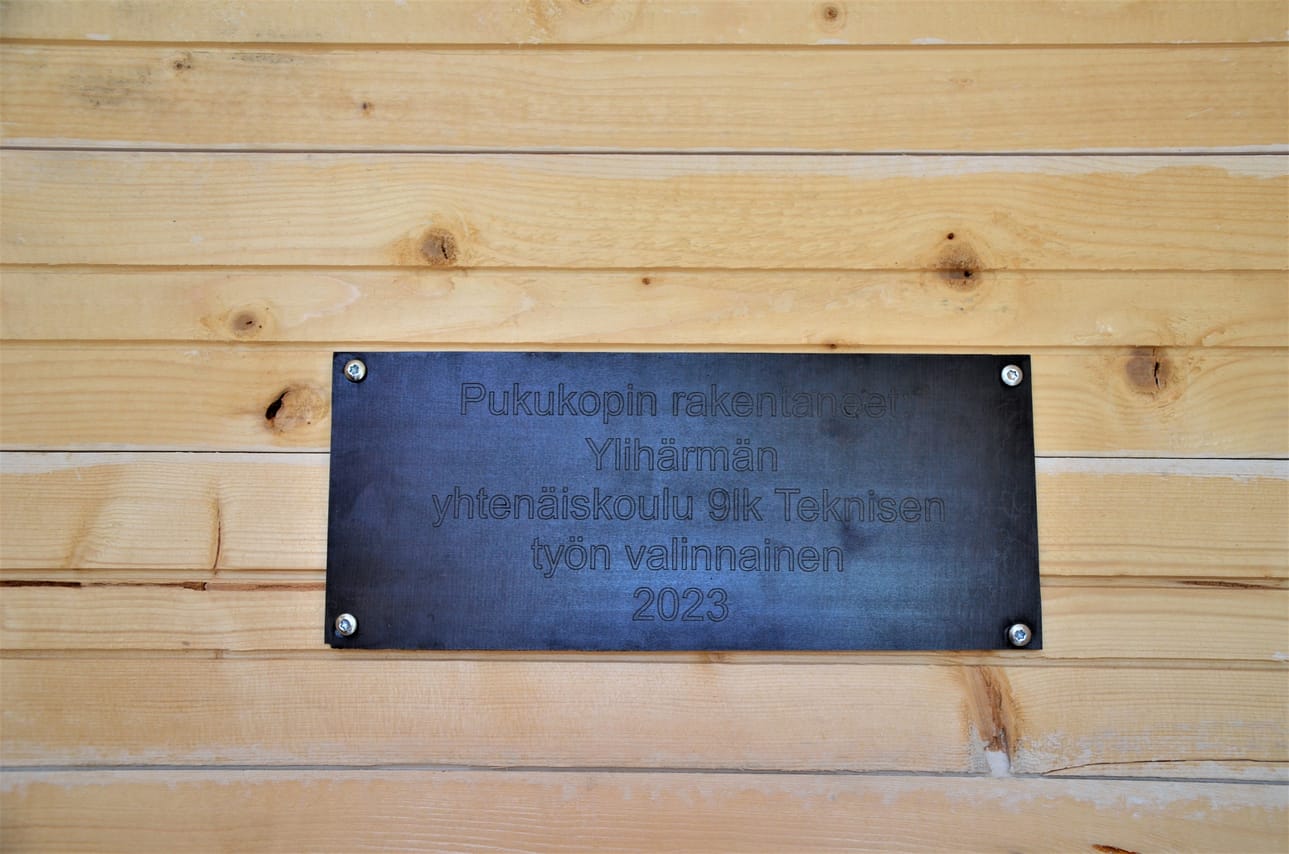 Pukukopin rakentaneet:
Ylihärmän
yhtenäiskoulu 9lk Teknisen
työn valinnainen
2023